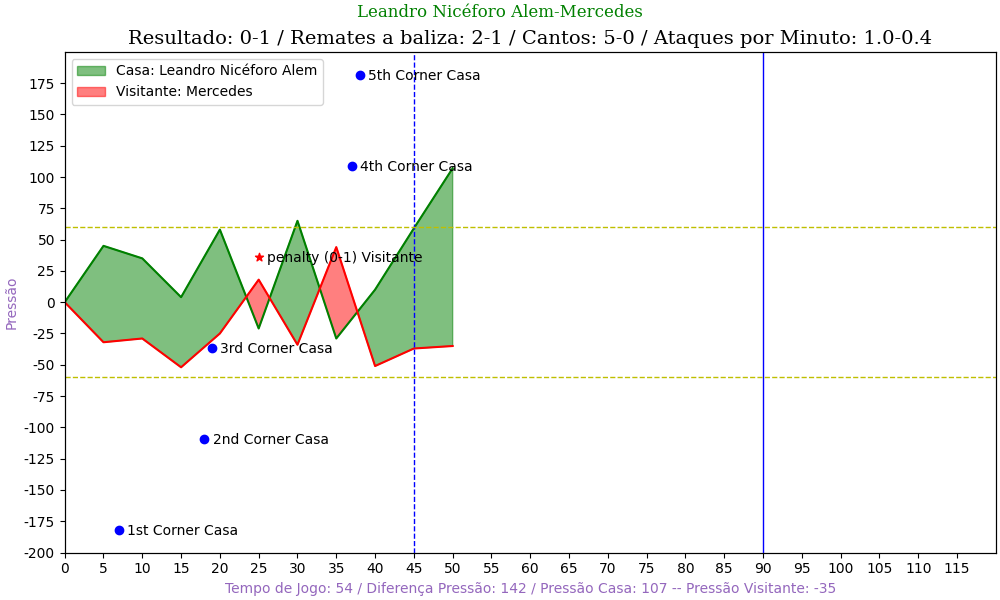 Leandro Nicéforo Alem-Mercedes
Resultado: 0-1 / Remates a baliza: 2-1 / Cantos: 5-0 / Ataques por Minuto: 1.0-0.4
Casa: Leandro Nicéforo Alem
Visitante: Mercedes
5th Corner Casa
4th Corner Casa
penalty (0-1) Visitante
3rd Corner Casa
2nd Corner Casa
1st Corner Casa
Pressão
175
150
125
100
75
50
25
0
-25
-50
-75
-100
-125
-150
-175
-200
0 5 10 15 20 25 30 35 40 45 50 55 60 65 70 75 80 85 90 95 100 105 110 115
Tempo de Jogo: 54 / Diferença Pressão: 142 / Pressão Casa: 107 -- Pressão Visitante: -35